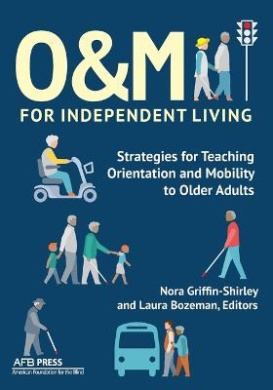 O&M
FOR INDEPENDENT LIVING
Strategies for Teaching
Orientation and Mobility
to Older Adults
Nora Griffin-Shirley
and Laura Bozeman, Editors
AFB PRESS
American Foundation for the Blind